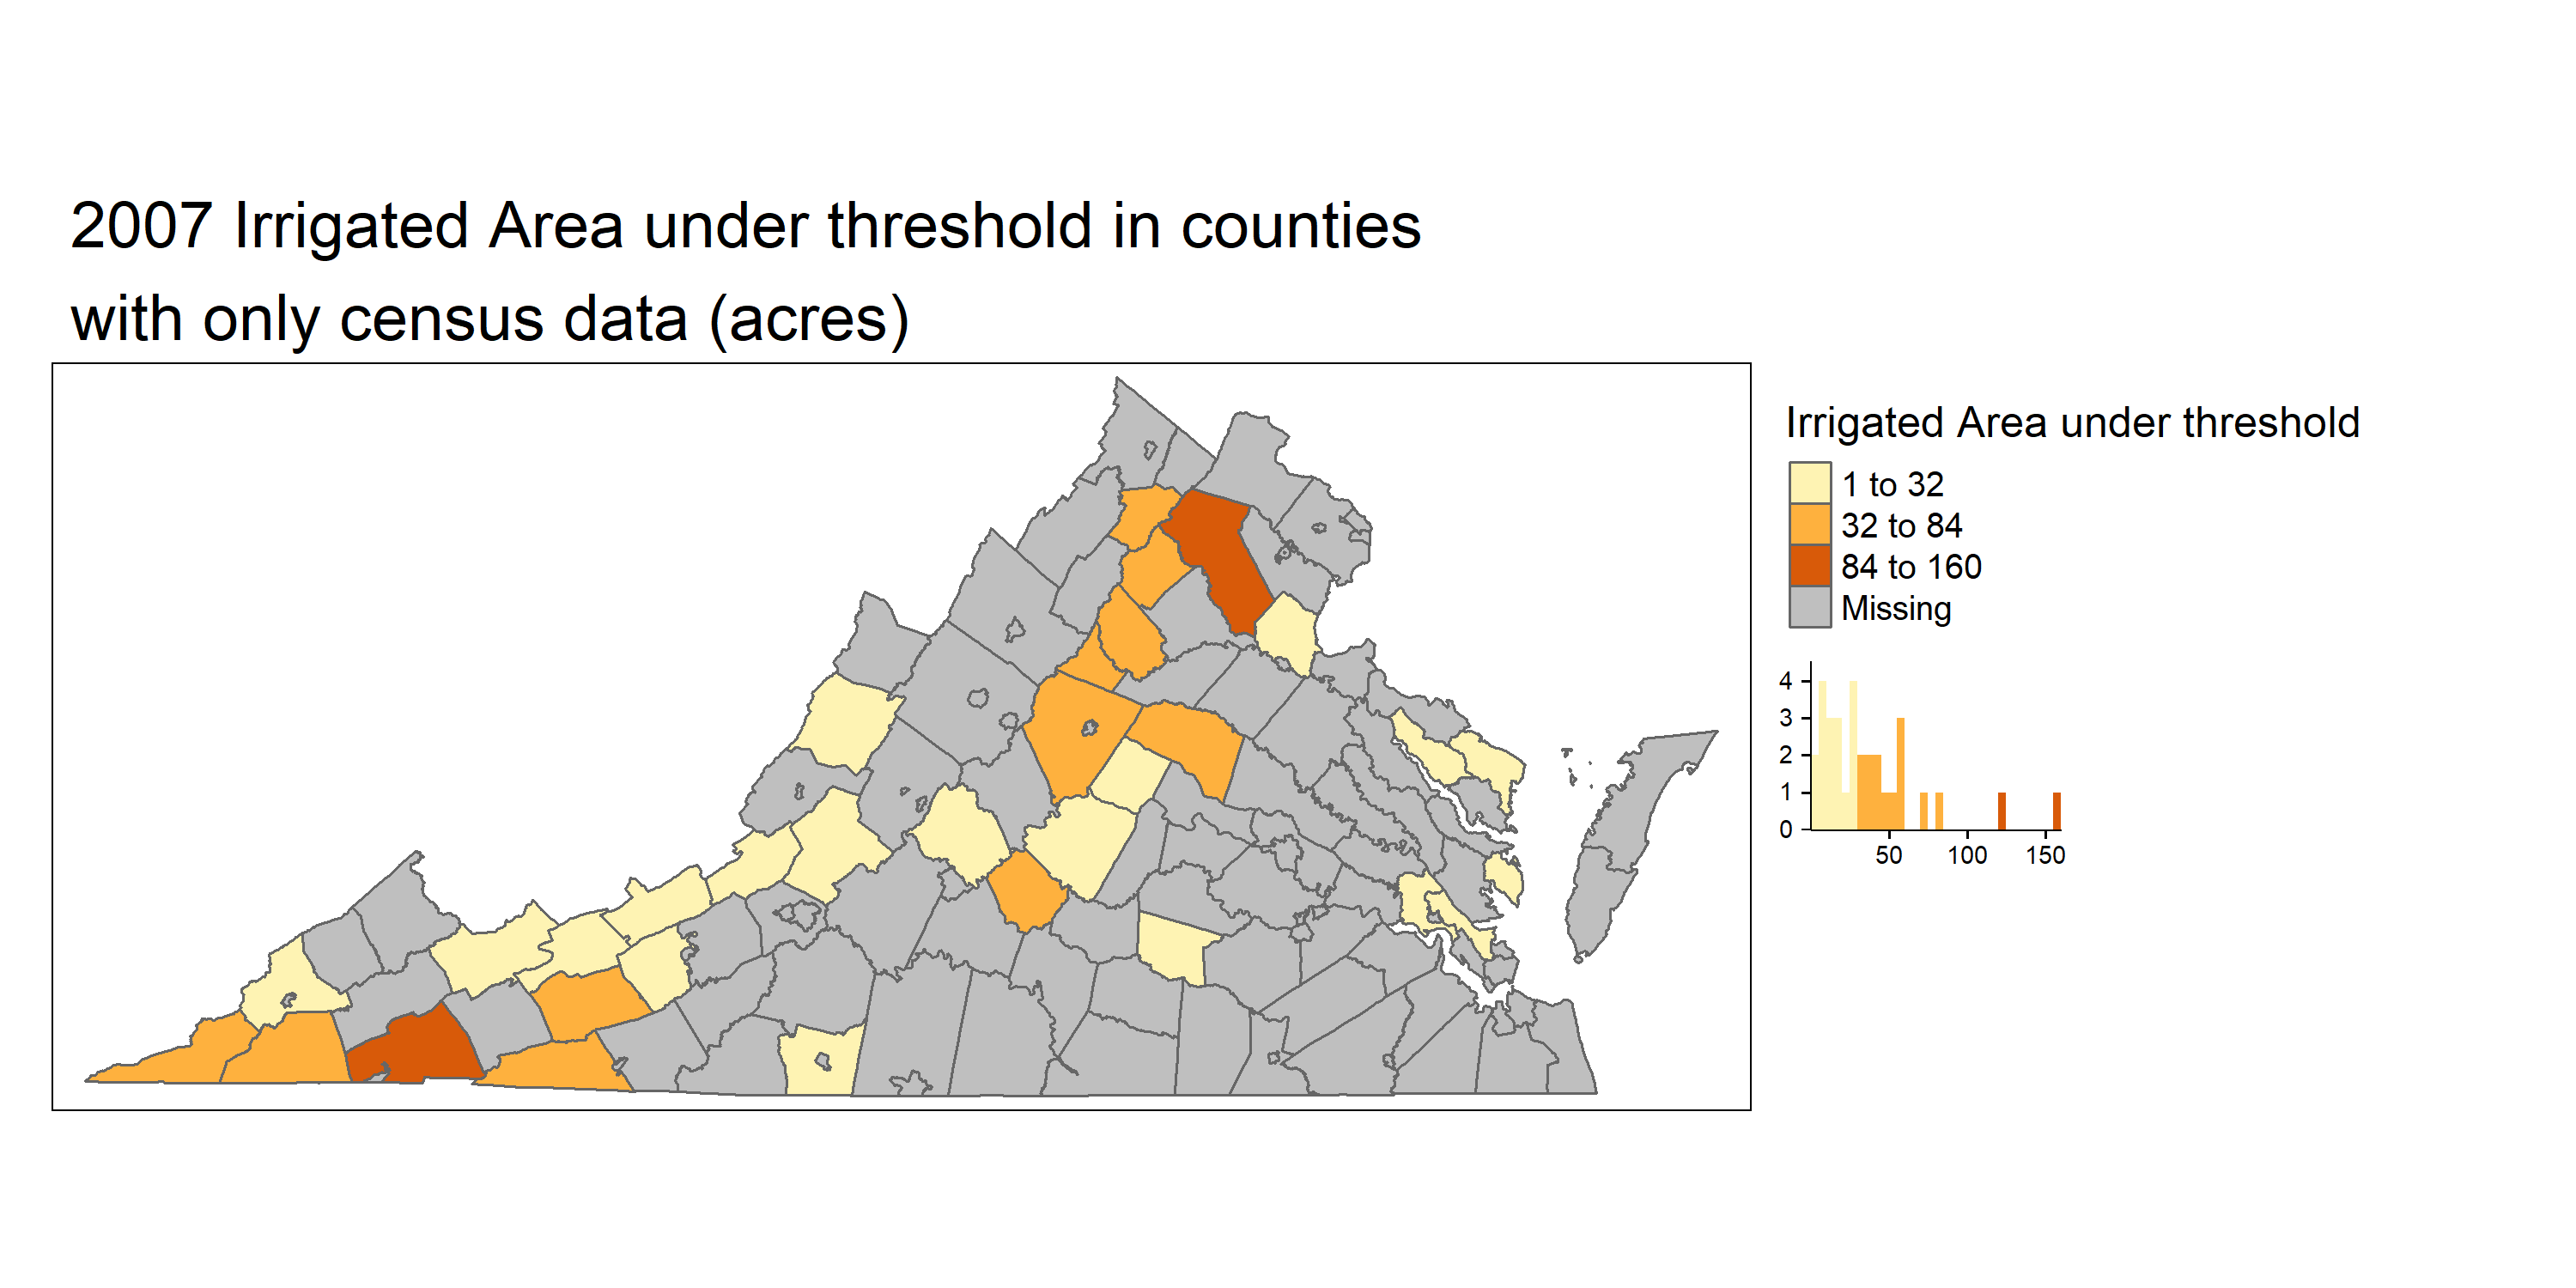 2007 Irrigated Area under threshold in counties
with only census data (acres)
Irrigated Area under threshold
1 to 32
32 to 84
84 to 160
Missing
4
3
2
1
0
50 100 150